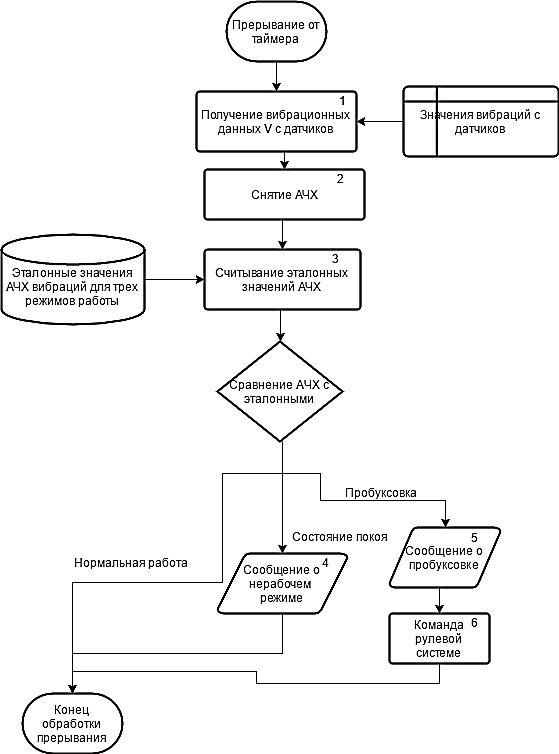 Прерывание от
таймера
1
Получение вибрационных
данных V с датчиков
Значения вибраций с
датчиков
2
Снятие АЧХ
Эталонные значения
АЧХ вибраций для трех
режимов работы
3
Считывание эталонных
значений АЧХ
Сравнение АЧХ с
эталонными
Пробуксовка
Состояние покоя
Нормальная работа
4
Сообщение о
нерабочем
режиме
5
Сообщение о
пробуксовке
6
Команда
рулевой
системе
Конец
обработки
прерывания